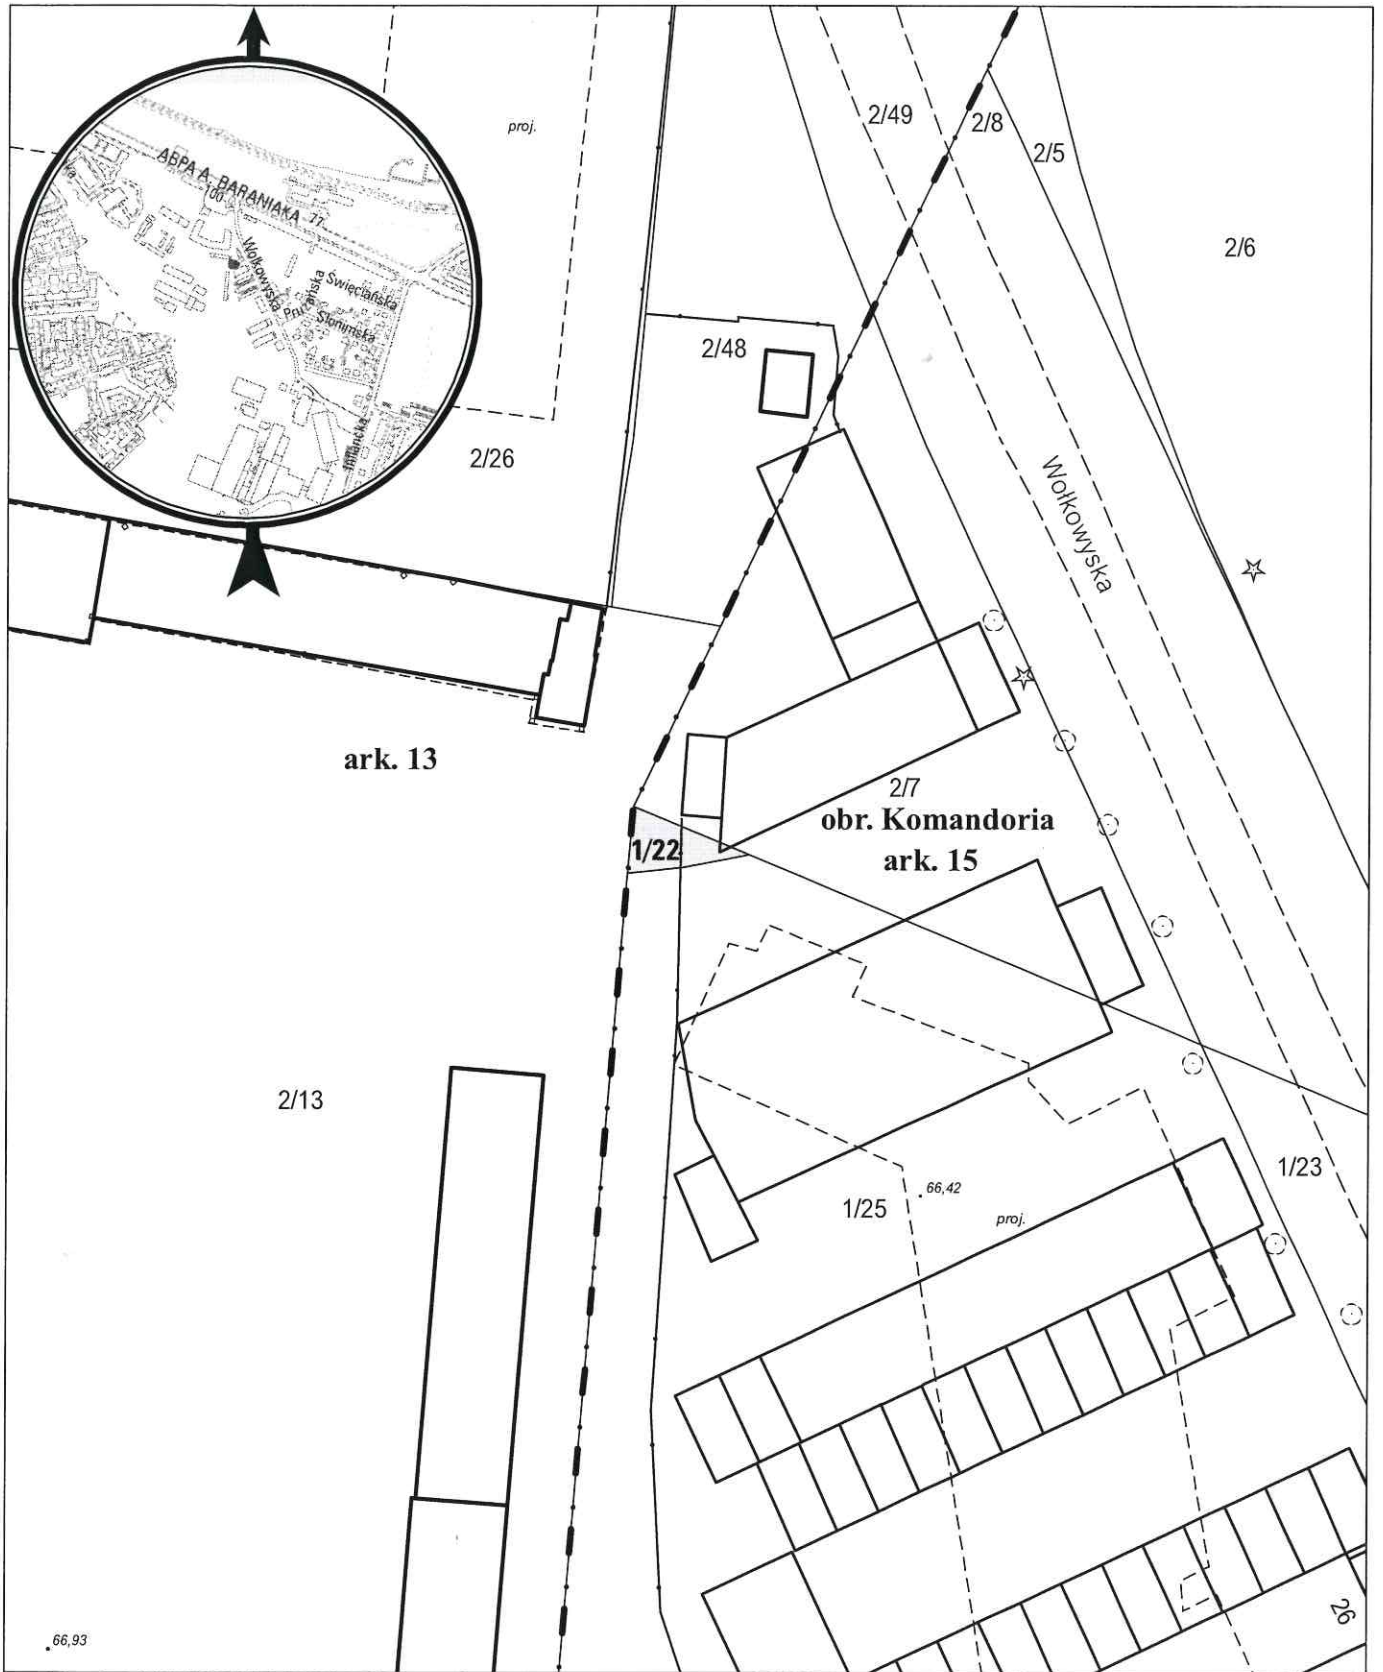 ABPA A. BARANIAKA
100
77
Wołkowyska
Prużańska
Święciańska
Słonimska
Inflancka
proj.
2/49
2/8
2/5
2/6
2/48
2/26
Wołkowyska
ark. 13
2/7
obr. Komandoria
ark. 15
1/22
2/13
1/23
1/25
66,42
proj.
26
66,93